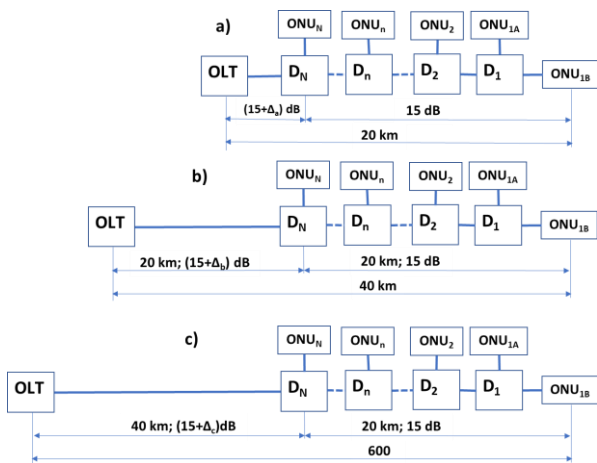 a)
ONU_N ONU_n ONU_2 ONU_1A
OLT D_N D_n D_2 D_1 ONU_1B
(15+Δ_a) dB 15 dB
20 km
b)
ONU_N ONU_n ONU_2 ONU_1A
OLT D_N D_n D_2 D_1 ONU_1B
20 km; (15+Δ_b) dB 20 km; 15 dB
40 km
c)
ONU_N ONU_n ONU_2 ONU_1A
OLT D_N D_n D_2 D_1 ONU_1B
40 km; (15+Δ_c)dB 20 km; 15 dB
600